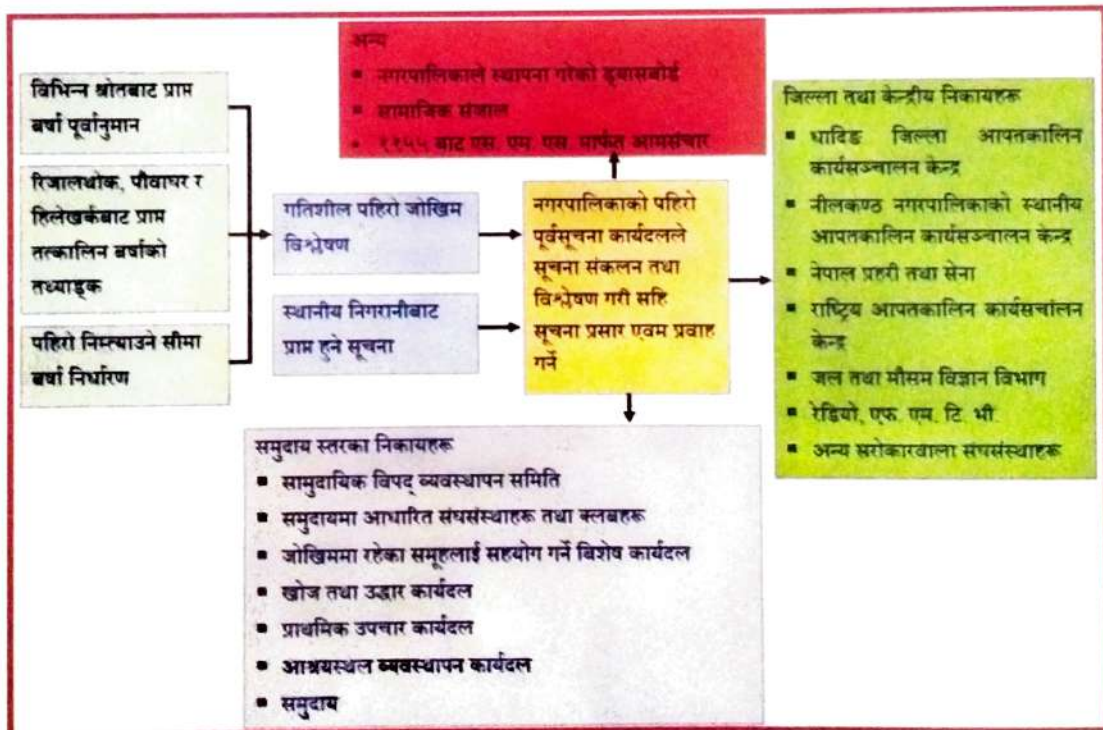 अन्य
▪ नगरपालिकाले स्थापना गरेको ड्यासबोर्ड
▪ सामाजिक संजाल
▪ ११५५ बाट एस. एम. एस. मार्फत आमसंचार
विभिन्न श्रोतबाट प्राप्त
बर्षा पूर्वानुमान
रिजालथोक, पौवाघर र
हिलेखर्कबाट प्राप्त
तत्कालिन बर्षाको
तथ्याङ्क
पहिरो निम्त्याउने सीमा
बर्षा निर्धारण
गतिशील पहिरो जोखिम
विश्लेषण
स्थानीय निगरानीबाट
प्राप्त हुने सूचना
नगरपालिकाको पहिरो
पूर्वसूचना कार्यदलले
सूचना संकलन तथा
विश्लेषण गरी सहि
सूचना प्रसार एवम प्रवाह
गर्ने
जिल्ला तथा केन्द्रीय निकायहरू
▪ धादिङ जिल्ला आपतकालिन
कार्यसञ्चालन केन्द्र
▪ नीलकण्ठ नगरपालिकाको स्थानीय
आपतकालिन कार्यसञ्चालन केन्द्र
▪ नेपाल प्रहरी तथा सेना
▪ राष्ट्रिय आपतकालिन कार्यसचांलन
केन्द्र
▪ जल तथा मौसम विज्ञान विभाग
▪ रेडियो, एफ. एम. टि. भी.
▪ अन्य सरोकारवाला संघसंस्थाहरू
समुदाय स्तरका निकायहरू
▪ सामुदायिक विपद् व्यवस्थापन समिति
▪ समुदायमा आधारित संघसंस्थाहरू तथा क्लबहरू
▪ जोखिममा रहेका समूहलाई सहयोग गर्ने बिशेष कार्यदल
▪ खोज तथा उद्धार कार्यदल
▪ प्राथमिक उपचार कार्यदल
▪ आश्रयस्थल व्यवस्थापन कार्यदल
▪ समुदाय